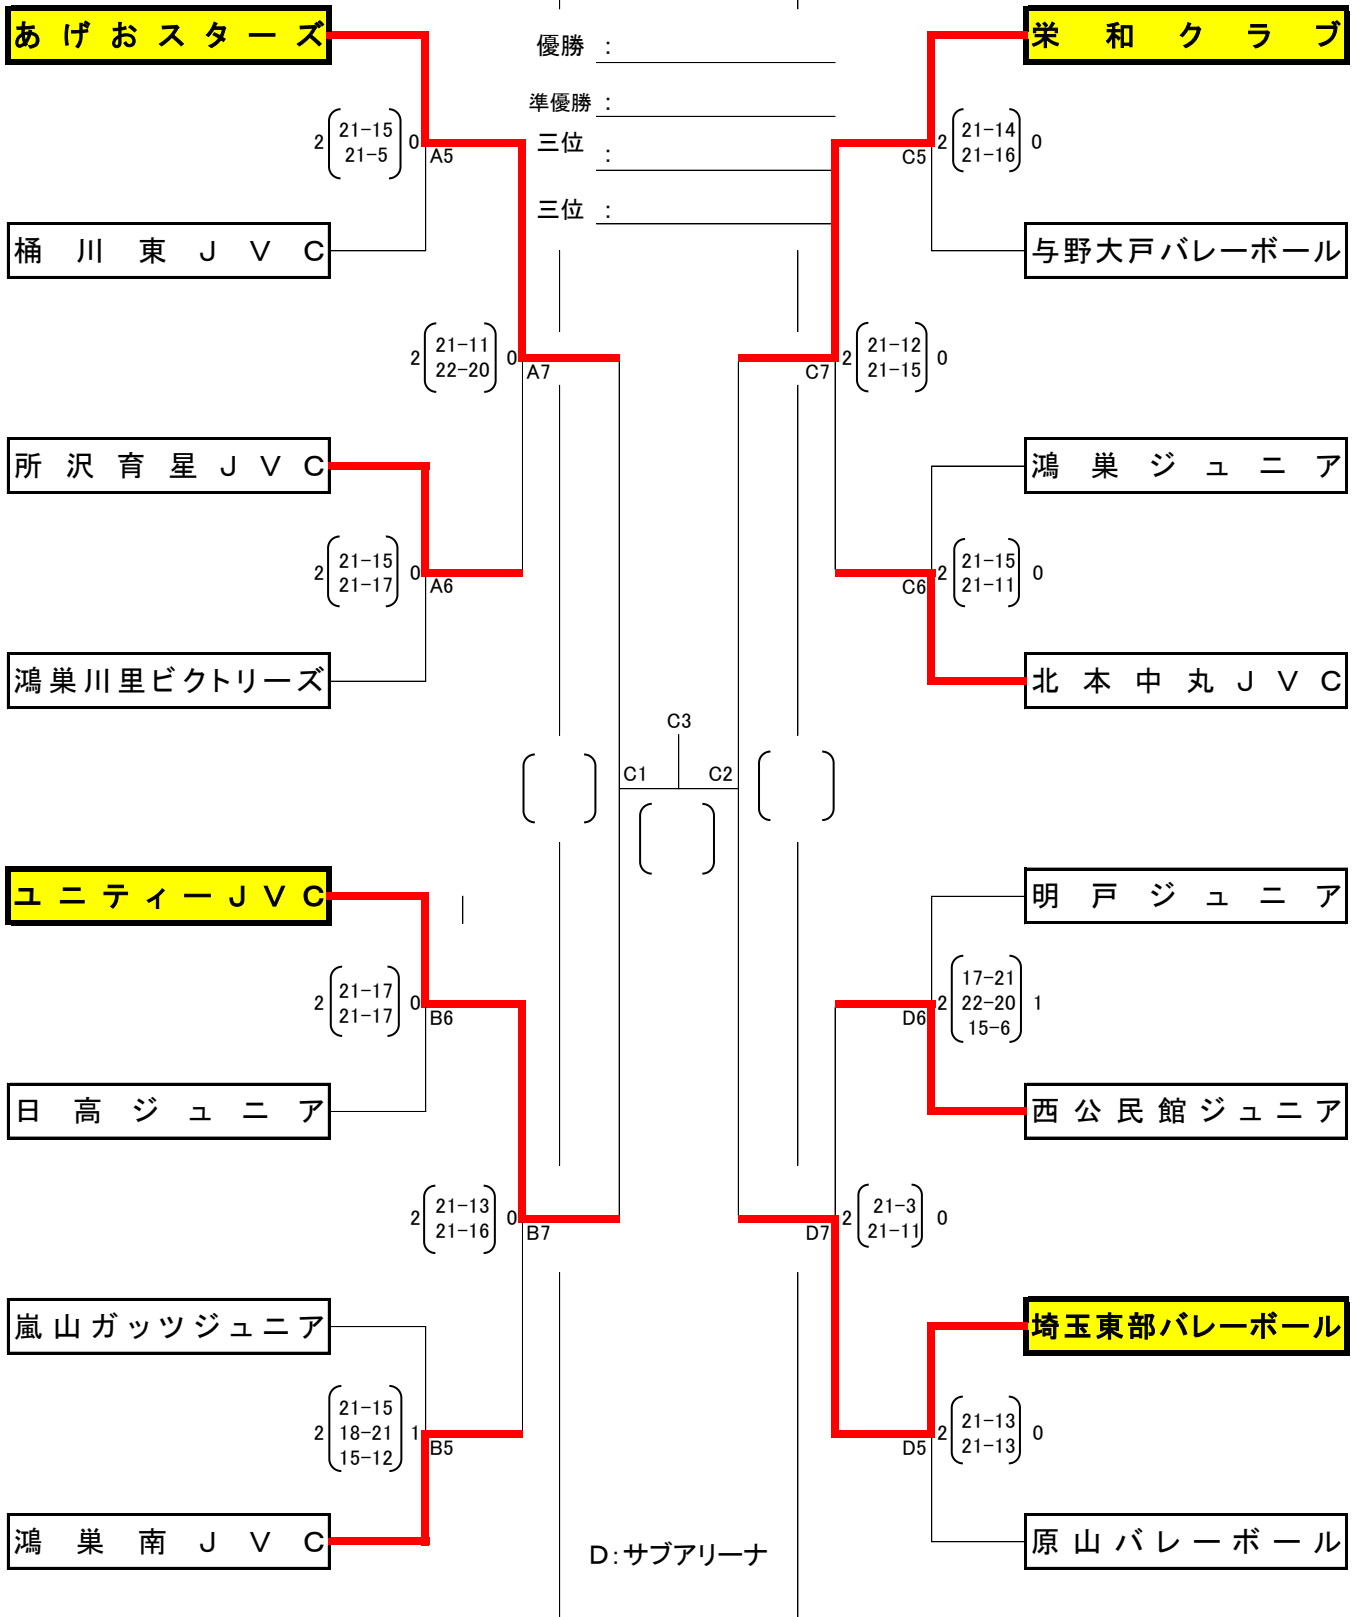 あげおスターズ
栄和クラブ
優勝 ：
準優勝 ：
三位 ：
三位 ：
2 21-15 0
21-5
A5
C5
2 21-14 0
21-16
桶川東JVC
与野大戸バレーボール
2 21-11 0
22-20
A7
C7
2 21-12 0
21-15
所沢育星JVC
鴻巣ジュニア
2 21-15 0
21-17
A6
C6
2 21-15 0
21-11
鴻巣川里ビクトリーズ
北本中丸JVC
C3
C1
C2
ユニティーJVC
明戸ジュニア
2 21-17 0
21-17
B6
D6
17-21
2 22-20 1
15-6
日高ジュニア
西公民館ジュニア
2 21-13 0
21-16
B7
D7
2 21-3 0
21-11
嵐山ガッツジュニア
埼玉東部バレーボール
21-15
2 18-21 1
15-12
B5
D5
2 21-13 0
21-13
鴻巣南JVC
原山バレーボール
D：サブアリーナ